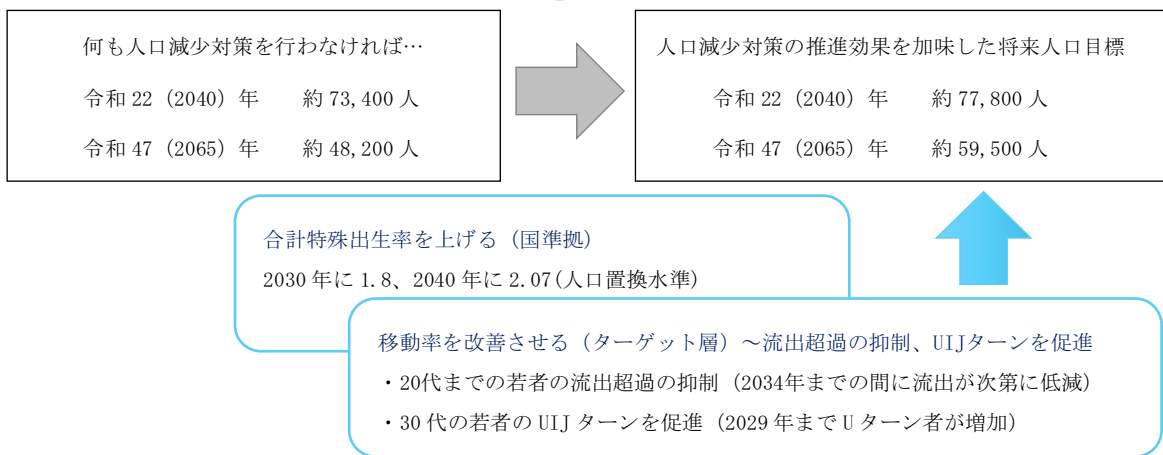 何も人口減少対策を行わなければ…
令和 22（2040）年　　約 73,400 人
令和 47（2065）年　　約 48,200 人
人口減少対策の推進効果を加味した将来人口目標
令和 22（2040）年　　約 77,800 人
令和 47（2065）年　　約 59,500 人
合計特殊出生率を上げる（国準拠）
2030 年に 1.8、2040 年に 2.07(人口置換水準)
移動率を改善させる（ターゲット層）～流出超過の抑制、UIJターンを促進
・20代までの若者の流出超過の抑制（2034年までの間に流出が次第に低減）
・30 代の若者の UIJ ターンを促進（2029 年まで U ターン者が増加）